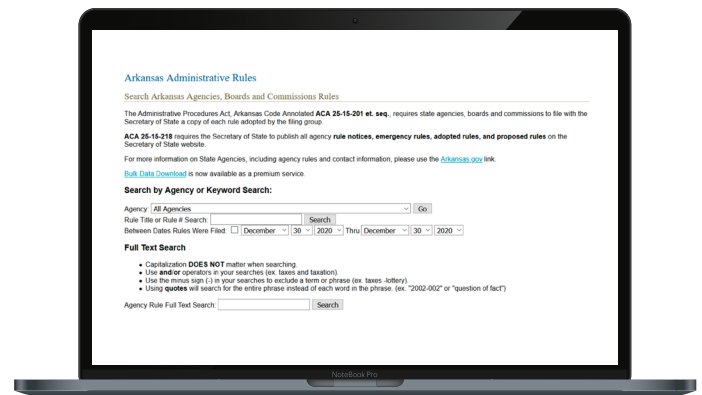 Arkansas Administrative Rules
Search Arkansas Agencies, Boards and Commissions Rules
The Administrative Procedures Act, Arkansas Code Annotated ACA 25-15-201 et. seq., requires state agencies, boards and commissions to file with the
Secretary of State a copy of each rule adopted by the filing group.
ACA 25-15-218 requires the Secretary of State to publish all agency rule notices, emergency rules, adopted rules, and proposed rules on the
Secretary of State website.
For more information on State Agencies, including agency rules and contact information, please use the Arkansas.gov link.
Bulk Data Download is now available as a premium service.
Search by Agency or Keyword Search:
Agency: All Agencies Go
Rule Title or Rule # Search: Search
Between Dates Rules Were Filed: December 30 2020 Thru December 30 2020
Full Text Search
• Capitalization DOES NOT matter when searching.
• Use and/or operators in your searches (ex. taxes and taxation).
• Use the minus sign (-) in your searches to exclude a term or phrase (ex. taxes -lottery).
• Using quotes will search for the entire phrase instead of each word in the phrase. (ex. "2002-002" or "question of fact")
Agency Rule Full Text Search: Search
NoteBook Pro